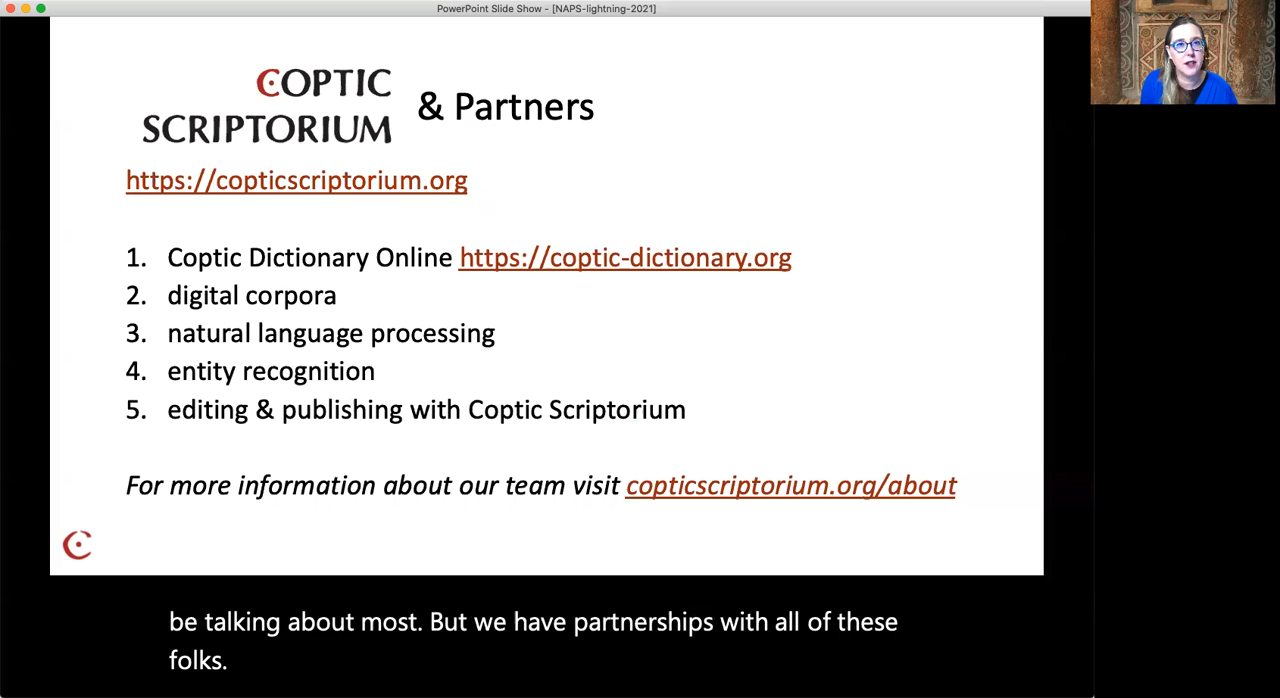 PowerPoint Slide Show - [NAPS-lightning-2021]
COPTIC
SCRIPTORIUM
& Partners
https://copticscriptorium.org
1. Coptic Dictionary Online https://coptic-dictionary.org
2. digital corpora
3. natural language processing
4. entity recognition
5. editing & publishing with Coptic Scriptorium
For more information about our team visit copticscriptorium.org/about
be talking about most. But we have partnerships with all of these
folks.